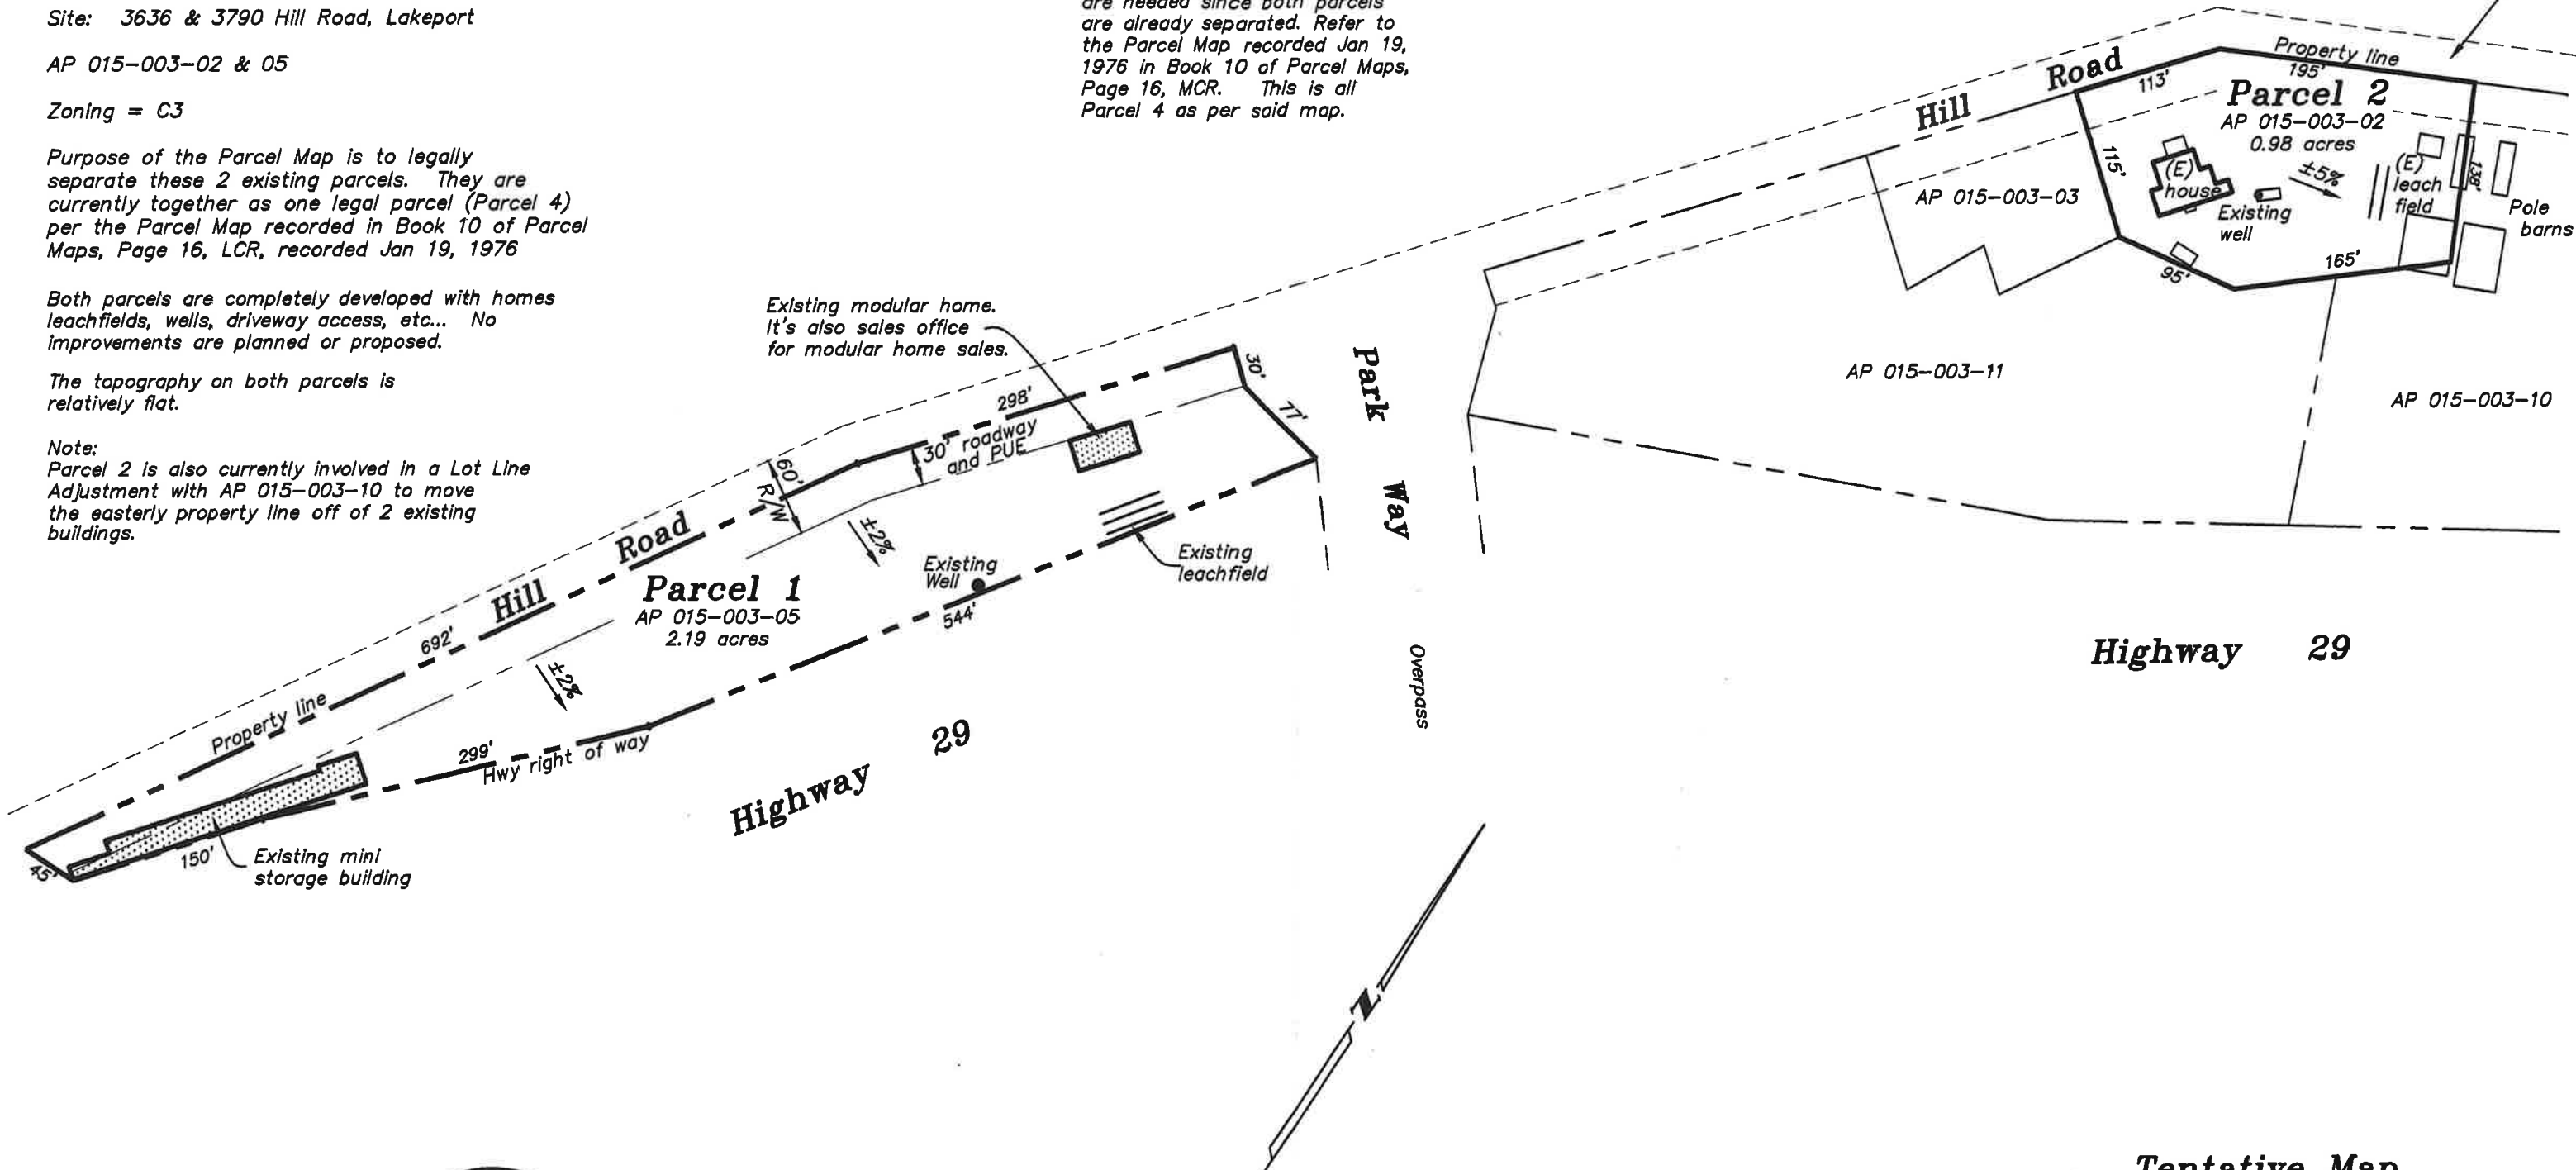 Site: 3636 & 3790 Hill Road, Lakeport
AP 015-003-02 & 05
Zoning = C3
Purpose of the Parcel Map is to legally
separate these 2 existing parcels. They are
currently together as one legal parcel (Parcel 4)
per the Parcel Map recorded in Book 10 of Parcel
Maps, Page 16, LCR, recorded Jan 19, 1976
Both parcels are completely developed with homes
leachfields, wells, driveway access, etc... No
improvements are planned or proposed.
The topography on both parcels is
relatively flat.
Note:
Parcel 2 is also currently involved in a Lot Line
Adjustment with AP 015-003-10 to move
the easterly property line off of 2 existing
buildings.
are needed since both parcels
are already separated. Refer to
the Parcel Map recorded Jan 19,
1976 in Book 10 of Parcel Maps,
Page 16, MCR. This is all
Parcel 4 as per said map.
Existing modular home.
It's also sales office
for modular home sales.
298'
30'
77'
30' roadway
and PUE
60'
R/W
±2%
Hill Road
Parcel 1
AP 015-003-05
2.19 acres
Existing
Well
544'
Existing
leachfield
692'
±2%
Property line
299'
Hwy right of way
Highway 29
45'
150'
Existing mini
storage building
Park Way
Overpass
Hill Road
113'
Property line
195'
Parcel 2
AP 015-003-02
0.98 acres
115'
(E)
house
±5%
Existing
well
(E)
leach
field
138'
Pole
barns
95'
165'
AP 015-003-03
AP 015-003-11
AP 015-003-10
Highway 29
N
Tentative Map